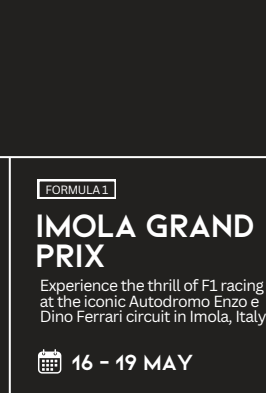 FORMULA 1
IMOLA GRAND
PRIX
Experience the thrill of F1 racing
at the iconic Autodromo Enzo e
Dino Ferrari circuit in Imola, Italy
16 - 19 MAY